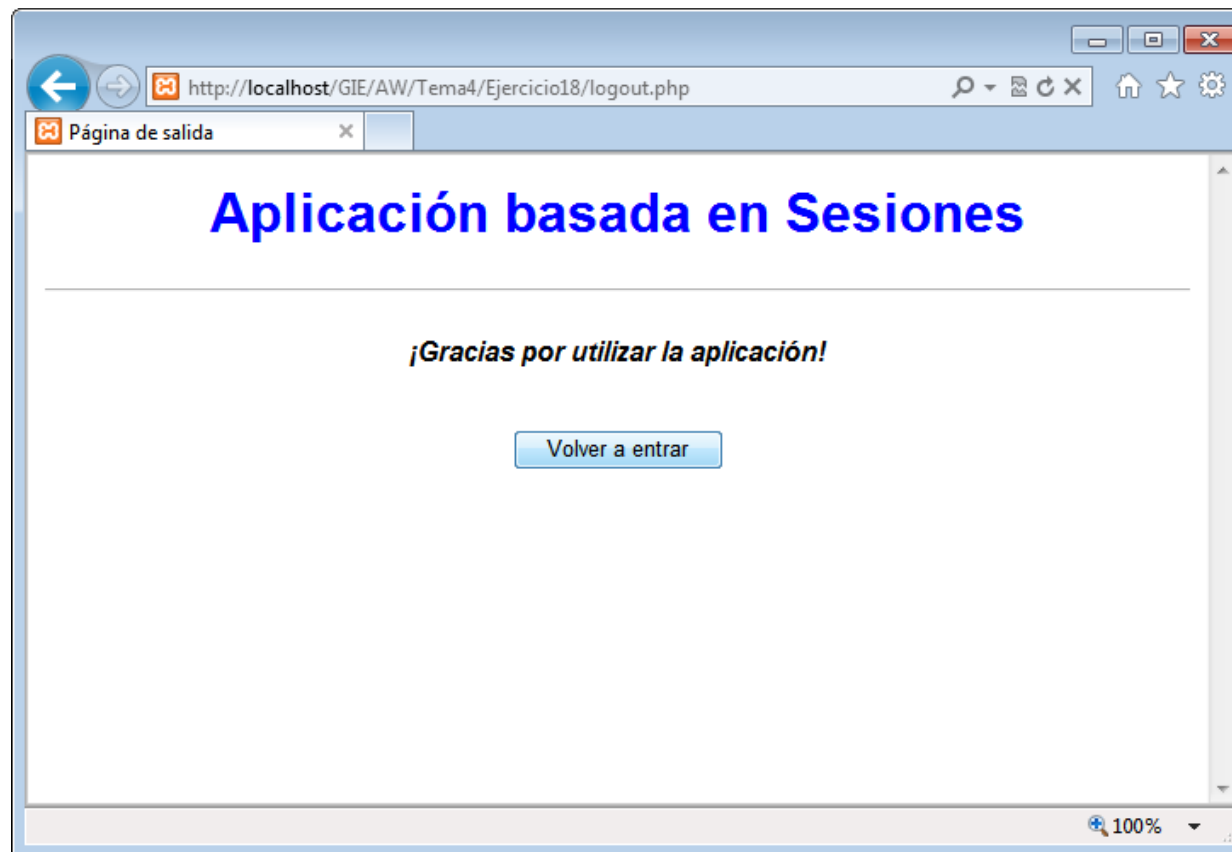 http://localhost/GIE/AW/Tema4/Ejercicio18/logout.php
Página de salida
Aplicación basada en Sesiones
¡Gracias por utilizar la aplicación!
Volver a entrar
100%